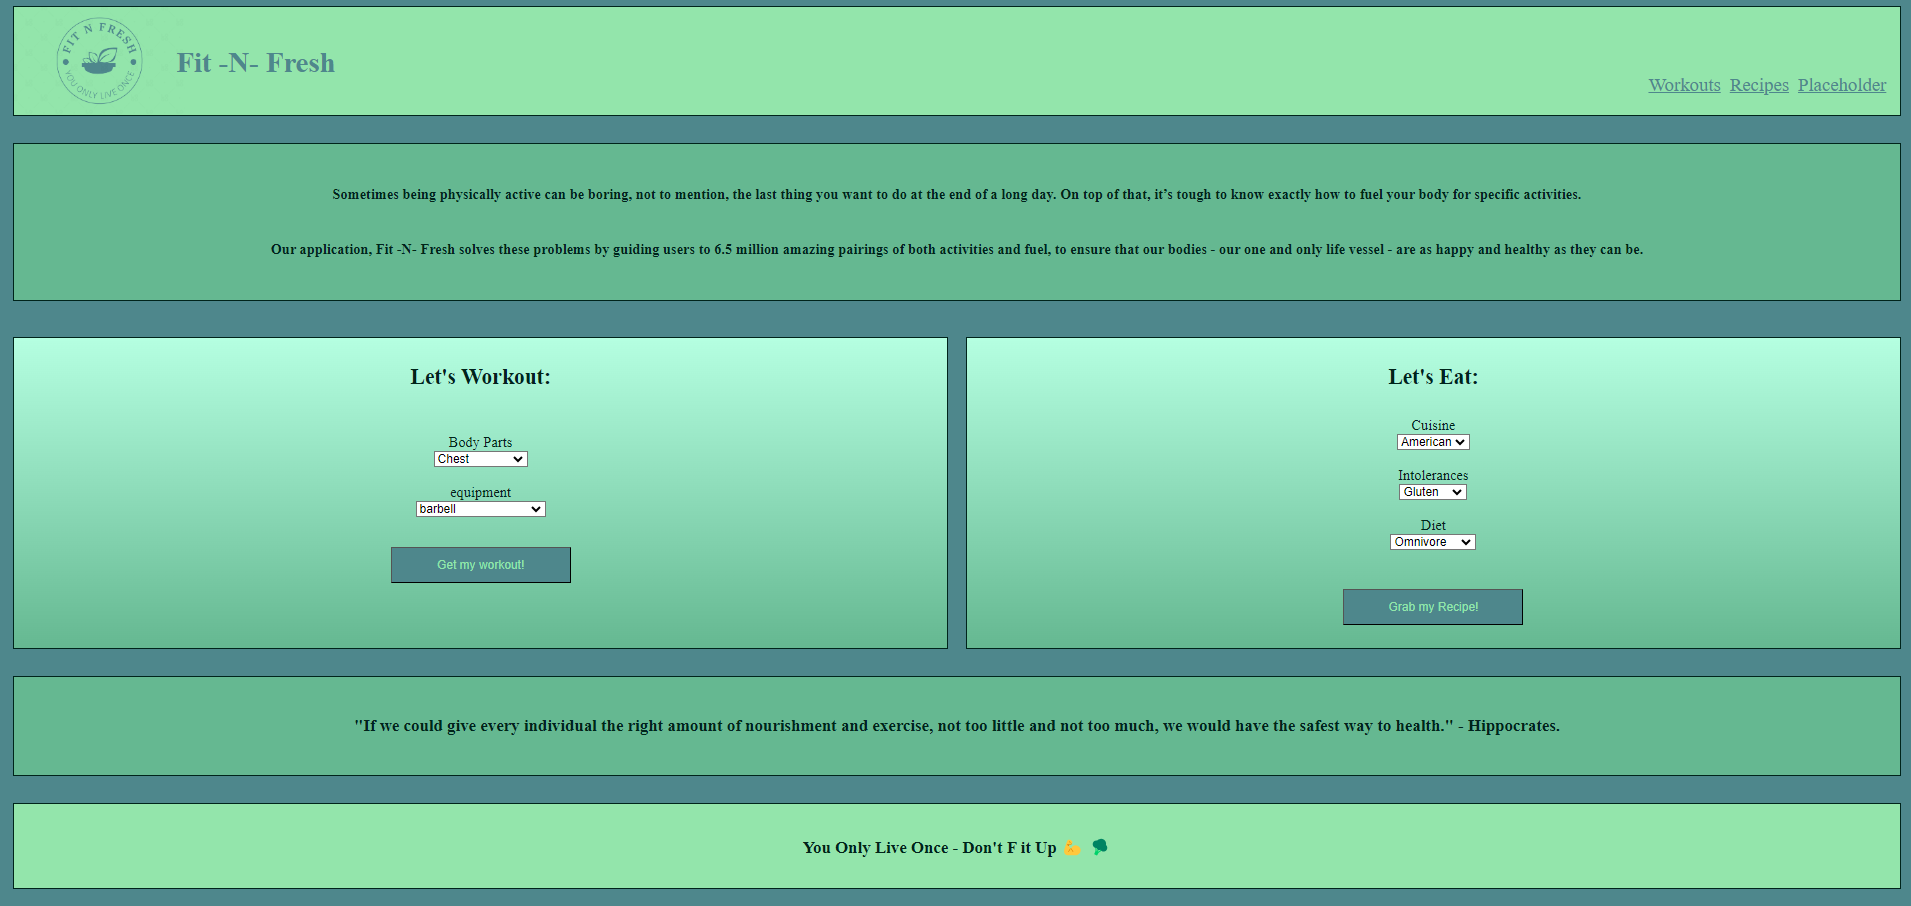 FIT N FRESH
YOU ONLY LIVE ONCE
Fit -N- Fresh
Workouts Recipes Placeholder
Sometimes being physically active can be boring, not to mention, the last thing you want to do at the end of a long day. On top of that, it’s tough to know exactly how to fuel your body for specific activities.
Our application, Fit -N- Fresh solves these problems by guiding users to 6.5 million amazing pairings of both activities and fuel, to ensure that our bodies - our one and only life vessel - are as happy and healthy as they can be.
Let's Workout:
Body Parts
Chest
equipment
barbell
Get my workout!
Let's Eat:
Cuisine
American
Intolerances
Gluten
Diet
Omnivore
Grab my Recipe!
"If we could give every individual the right amount of nourishment and exercise, not too little and not too much, we would have the safest way to health." - Hippocrates.
You Only Live Once - Don't F it Up 💪 🥦